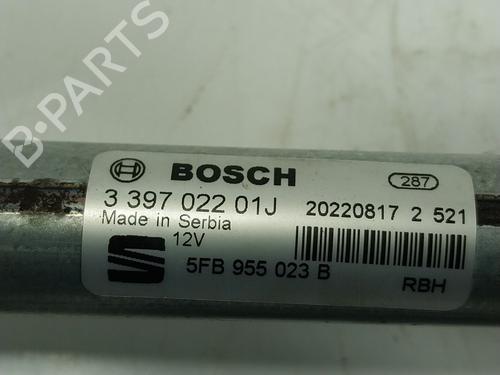 B-PARTS
BOSCH
287
3 397 022 01J
20220817 2 521
Made in Serbia
12V
5FB 955 023 B
RBH